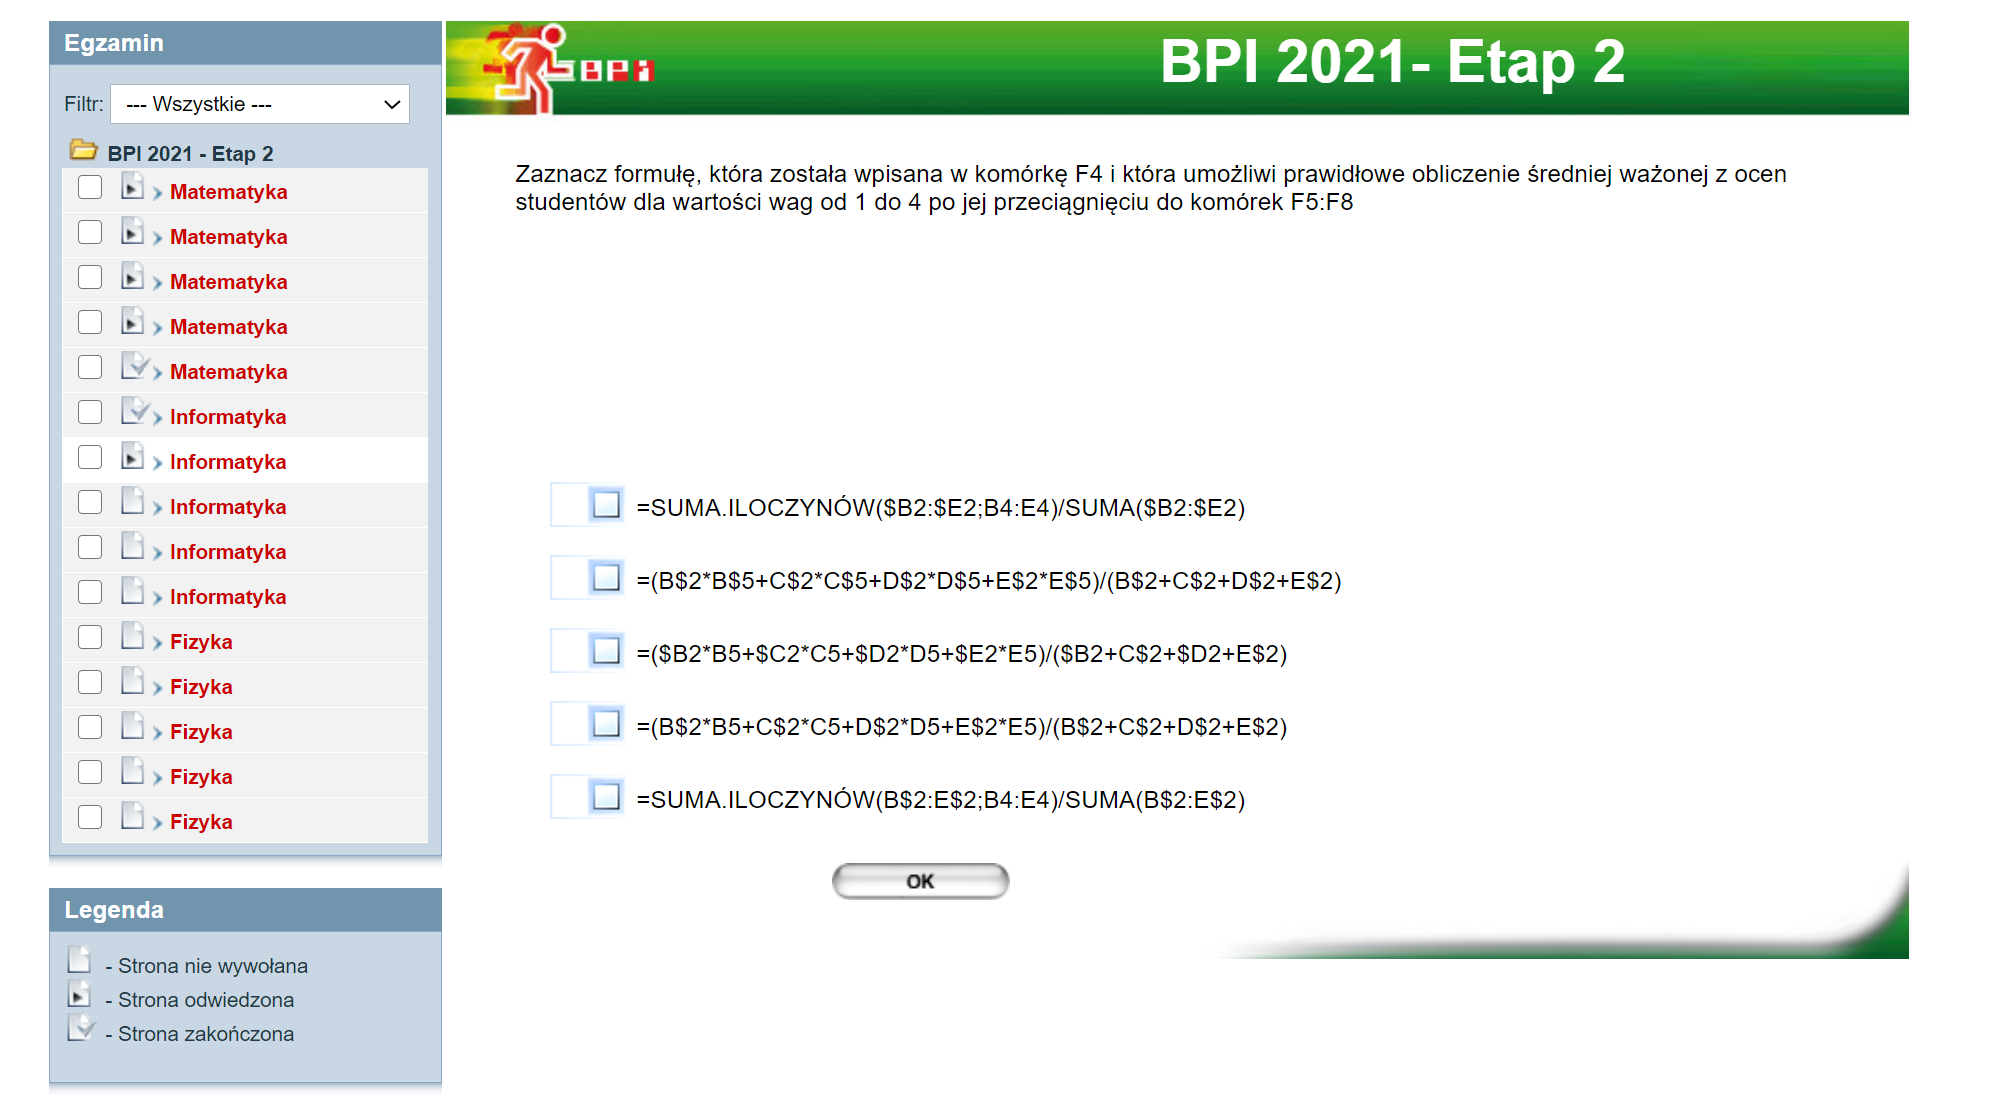 Egzamin
Filtr: --- Wszystkie ---
BPI 2021 - Etap 2
Matematyka
Matematyka
Matematyka
Matematyka
Matematyka
Informatyka
Informatyka
Informatyka
Informatyka
Informatyka
Fizyka
Fizyka
Fizyka
Fizyka
Fizyka
Legenda
- Strona nie wywołana
- Strona odwiedzona
- Strona zakończona
BPi
BPI 2021- Etap 2
Zaznacz formułę, która została wpisana w komórkę F4 i która umożliwi prawidłowe obliczenie średniej ważonej z ocen
studentów dla wartości wag od 1 do 4 po jej przeciągnięciu do komórek F5:F8
=SUMA.ILOCZYNÓW($B2:$E2;B4:E4)/SUMA($B2:$E2)
=(B$2*B$5+C$2*C$5+D$2*D$5+E$2*E$5)/(B$2+C$2+D$2+E$2)
=($B2*B5+$C2*C5+$D2*D5+$E2*E5)/($B2+C$2+$D2+E$2)
=(B$2*B5+C$2*C5+D$2*D5+E$2*E5)/(B$2+C$2+D$2+E$2)
=SUMA.ILOCZYNÓW(B$2:E$2;B4:E4)/SUMA(B$2:E$2)
OK